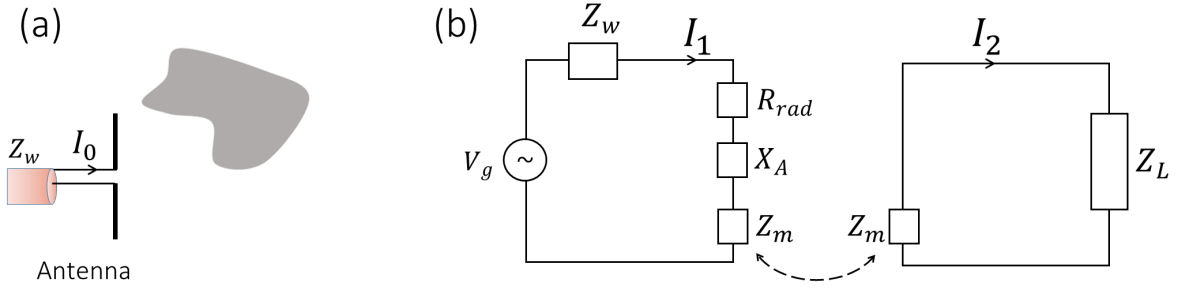 (a)
Z_w
I_0
Antenna
(b)
Z_w
I_1
R_rad
V_g
~
X_A
Z_m
I_2
Z_L
Z_m